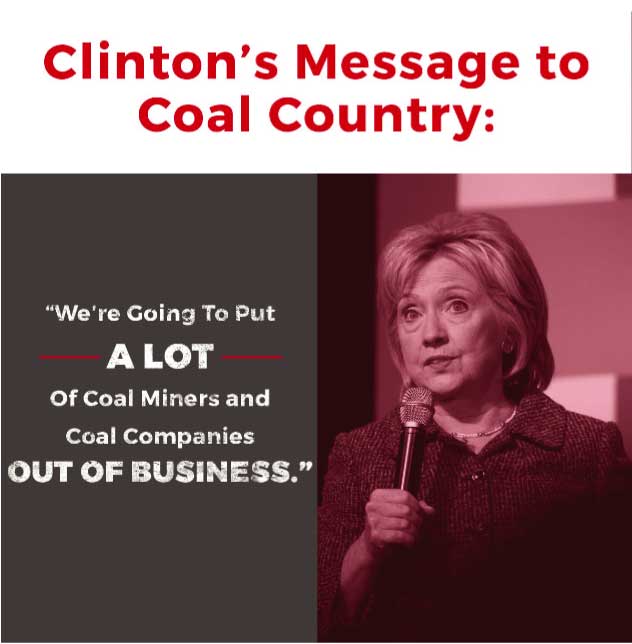 Clinton’s Message to
Coal Country:
“We’re Going To Put
A LOT
Of Coal Miners and
Coal Companies
OUT OF BUSINESS.”